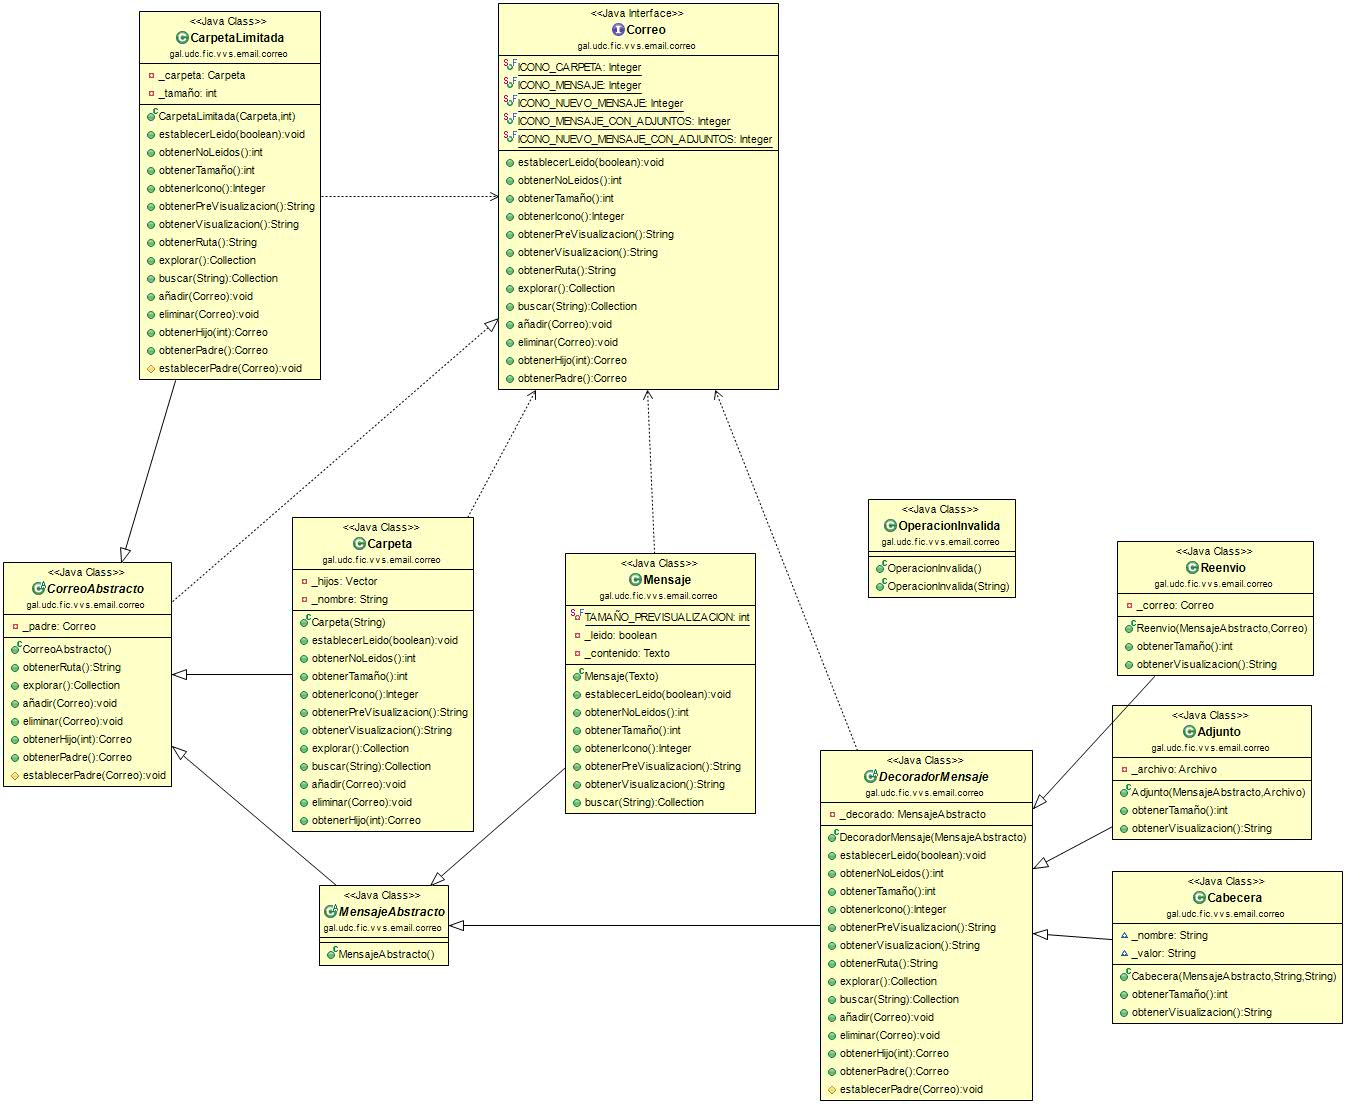 <<Java Class>>
CarpetaLimitada
gal.udc.fic.vvs.email.correo
_carpeta: Carpeta
_tamaño: int
CarpetaLimitada(Carpeta,int)
establecerLeido(boolean):void
obtenerNoLeidos():int
obtenerTamaño():int
obtenerIcono():Integer
obtenerPreVisualizacion():String
obtenerVisualizacion():String
obtenerRuta():String
explorar():Collection
buscar(String):Collection
añadir(Correo):void
eliminar(Correo):void
obtenerHijo(int):Correo
obtenerPadre():Correo
establecerPadre(Correo):void
<<Java Interface>>
Correo
gal.udc.fic.vvs.email.correo
ICONO_CARPETA: Integer
ICONO_MENSAJE: Integer
ICONO_NUEVO_MENSAJE: Integer
ICONO_MENSAJE_CON_ADJUNTOS: Integer
ICONO_NUEVO_MENSAJE_CON_ADJUNTOS: Integer
establecerLeido(boolean):void
obtenerNoLeidos():int
obtenerTamaño():int
obtenerIcono():Integer
obtenerPreVisualizacion():String
obtenerVisualizacion():String
obtenerRuta():String
explorar():Collection
buscar(String):Collection
añadir(Correo):void
eliminar(Correo):void
obtenerHijo(int):Correo
obtenerPadre():Correo
<<Java Class>>
CorreoAbstracto
gal.udc.fic.vvs.email.correo
_padre: Correo
CorreoAbstracto()
obtenerRuta():String
explorar():Collection
añadir(Correo):void
eliminar(Correo):void
obtenerHijo(int):Correo
obtenerPadre():Correo
establecerPadre(Correo):void
<<Java Class>>
Carpeta
gal.udc.fic.vvs.email.correo
_hijos: Vector
_nombre: String
Carpeta(String)
establecerLeido(boolean):void
obtenerNoLeidos():int
obtenerTamaño():int
obtenerIcono():Integer
obtenerPreVisualizacion():String
obtenerVisualizacion():String
explorar():Collection
buscar(String):Collection
añadir(Correo):void
eliminar(Correo):void
obtenerHijo(int):Correo
<<Java Class>>
Mensaje
gal.udc.fic.vvs.email.correo
TAMAÑO_PREVISUALIZACION: int
_leido: boolean
_contenido: Texto
Mensaje(Texto)
establecerLeido(boolean):void
obtenerNoLeidos():int
obtenerTamaño():int
obtenerIcono():Integer
obtenerPreVisualizacion():String
obtenerVisualizacion():String
buscar(String):Collection
<<Java Class>>
OperacionInvalida
gal.udc.fic.vvs.email.correo
OperacionInvalida()
OperacionInvalida(String)
<<Java Class>>
Reenvio
gal.udc.fic.vvs.email.correo
_correo: Correo
Reenvio(MensajeAbstracto,Correo)
obtenerTamaño():int
obtenerVisualizacion():String
<<Java Class>>
Adjunto
gal.udc.fic.vvs.email.correo
_archivo: Archivo
Adjunto(MensajeAbstracto,Archivo)
obtenerTamaño():int
obtenerVisualizacion():String
<<Java Class>>
DecoradorMensaje
gal.udc.fic.vvs.email.correo
_decorado: MensajeAbstracto
DecoradorMensaje(MensajeAbstracto)
establecerLeido(boolean):void
obtenerNoLeidos():int
obtenerTamaño():int
obtenerIcono():Integer
obtenerPreVisualizacion():String
obtenerVisualizacion():String
obtenerRuta():String
explorar():Collection
buscar(String):Collection
añadir(Correo):void
eliminar(Correo):void
obtenerHijo(int):Correo
obtenerPadre():Correo
establecerPadre(Correo):void
<<Java Class>>
MensajeAbstracto
gal.udc.fic.vvs.email.correo
MensajeAbstracto()
<<Java Class>>
Cabecera
gal.udc.fic.vvs.email.correo
_nombre: String
_valor: String
Cabecera(MensajeAbstracto,String,String)
obtenerTamaño():int
obtenerVisualizacion():String